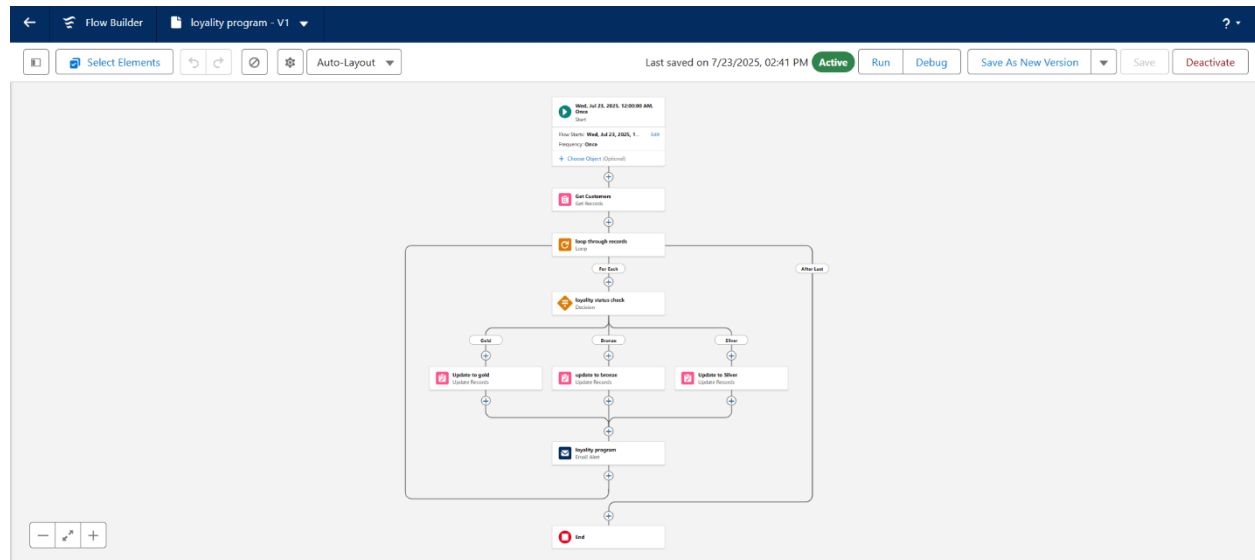 Flow Builder
loyality program - V1
?
Select Elements
Auto-Layout
Last saved on 7/23/2025, 02:41 PM
Active
Run
Debug
Save As New Version
Save
Deactivate
Wed, Jul 23, 2025, 12:00:00 AM,
Once
Start
Flow Starts: Wed, Jul 23, 2025, 1...
Edit
Frequency: Once
+ Choose Object (Optional)
Get Customers
Get Records
loop through records
Loop
For Each
After Last
loyality status check
Decision
Gold
Bronze
Silver
Update to gold
Update Records
update to bronze
Update Records
Update to Silver
Update Records
loyality program
Email Alert
End